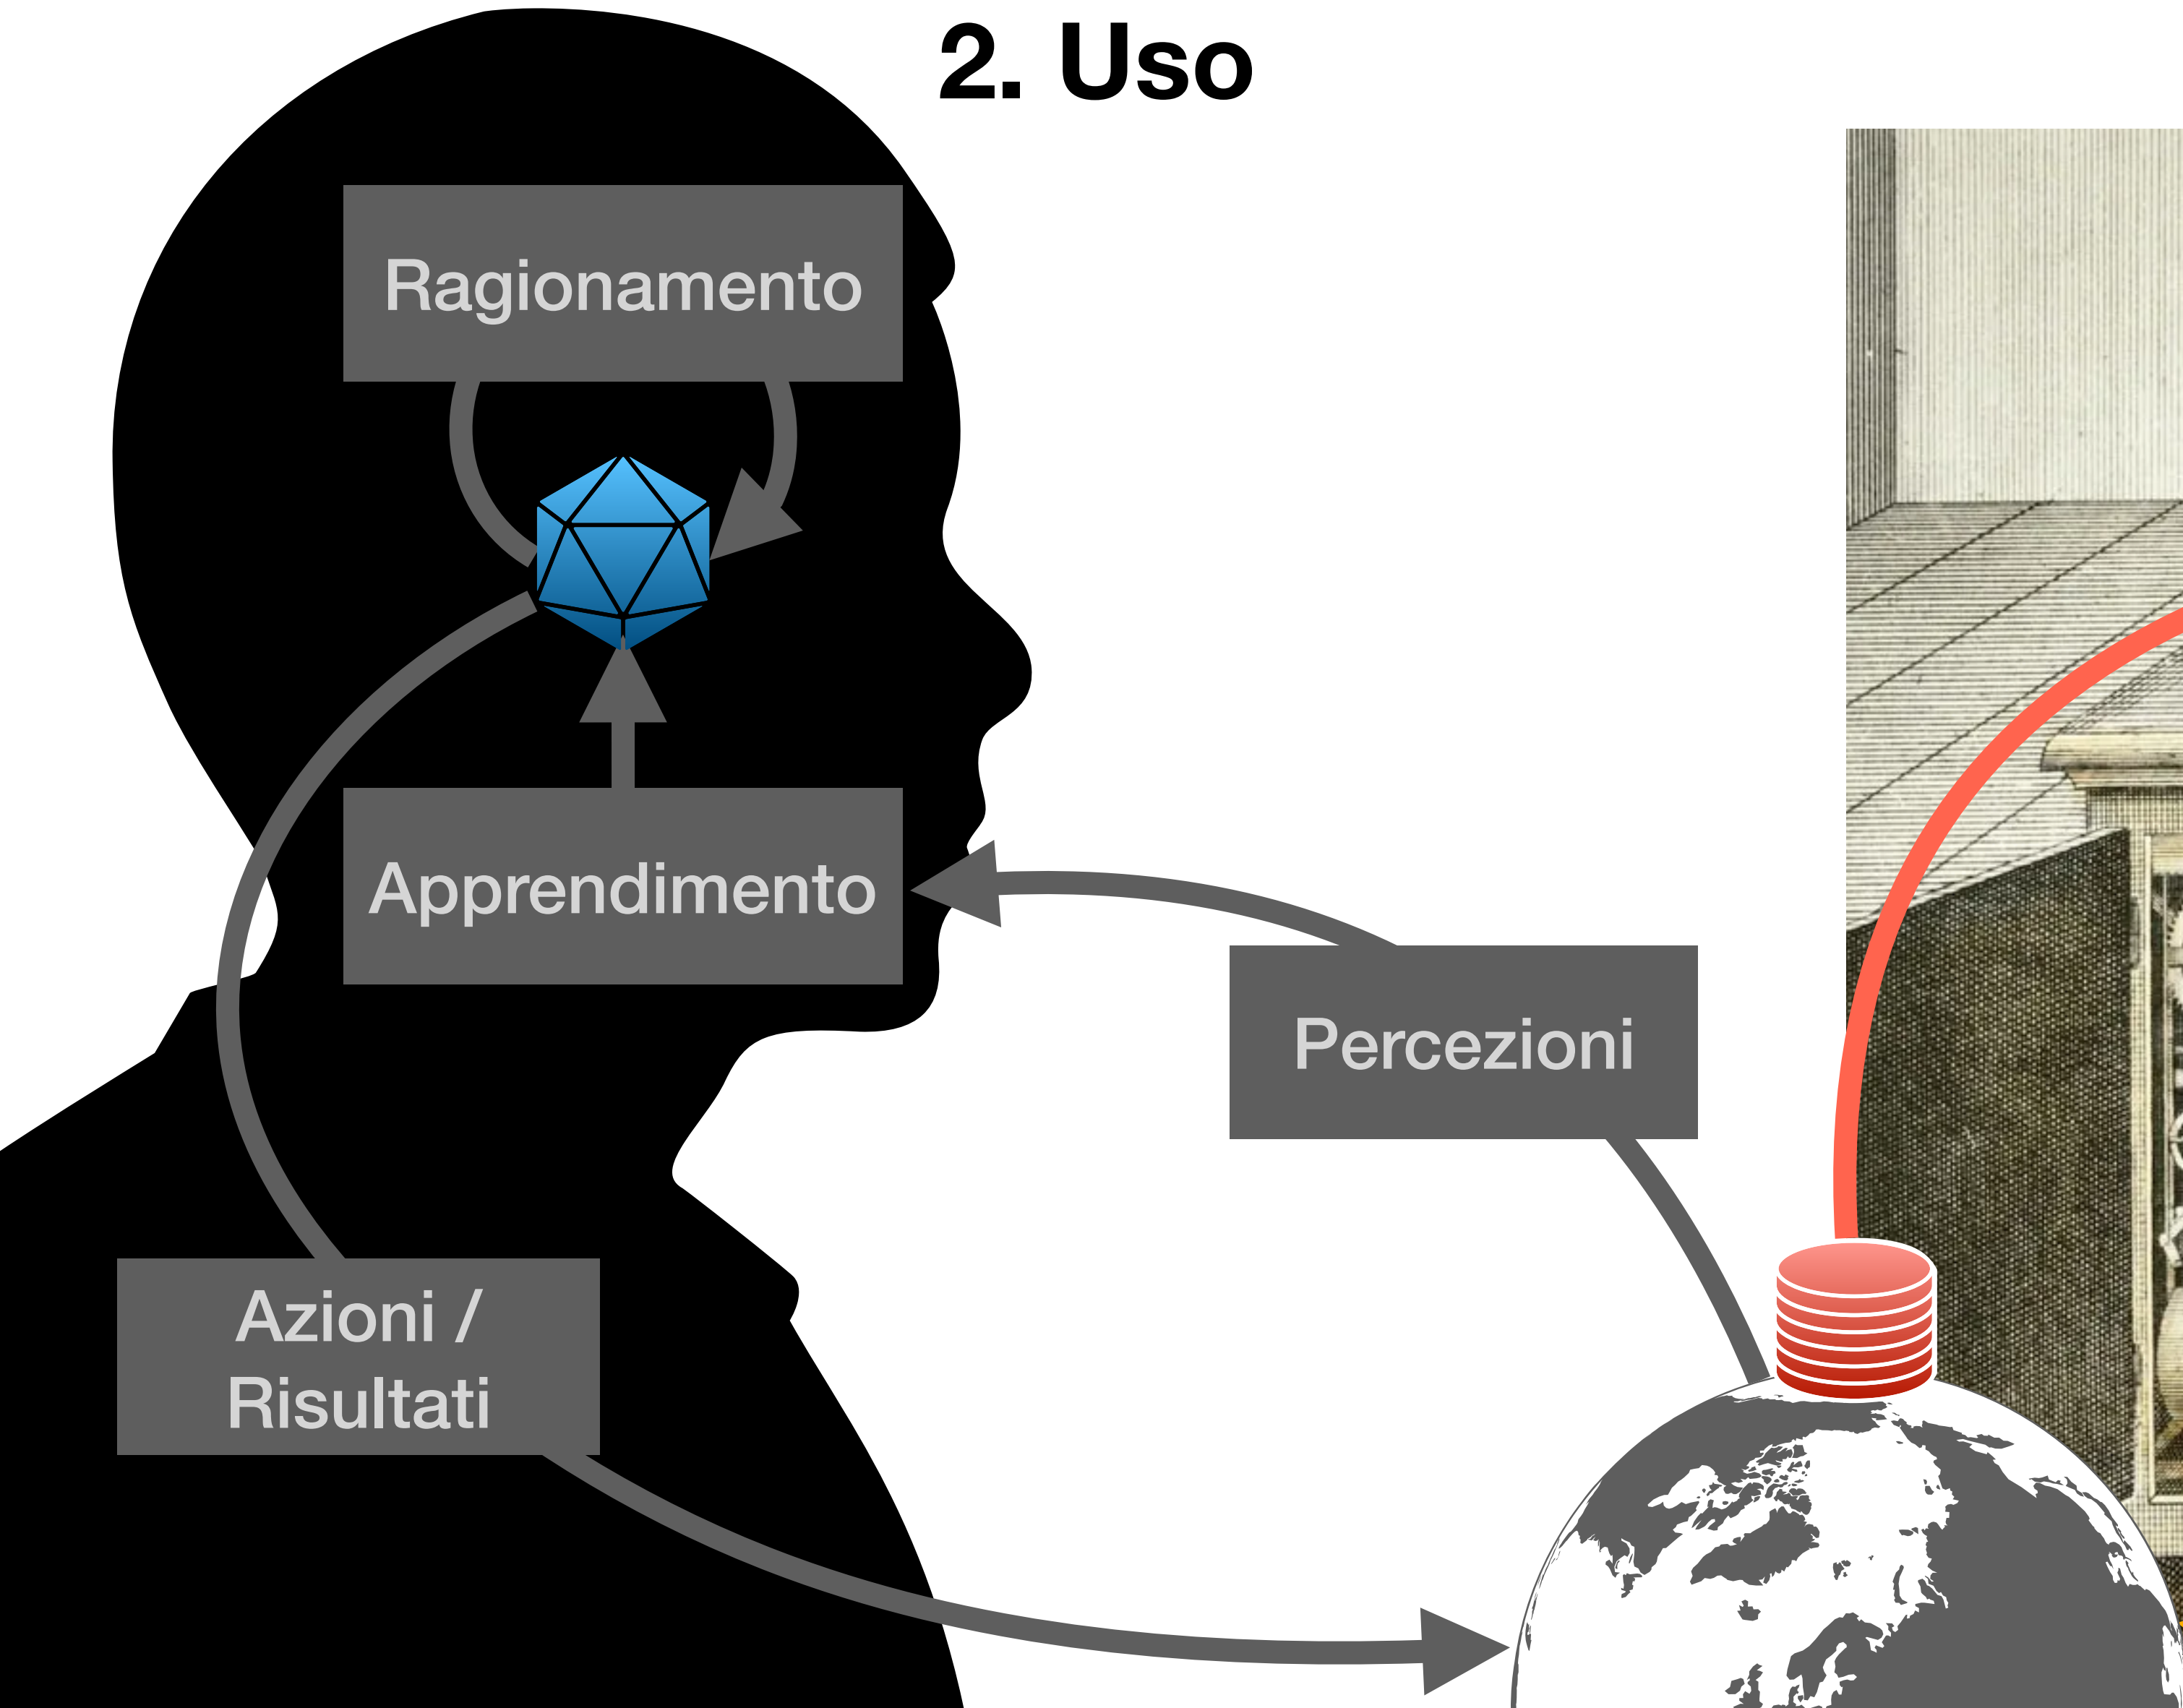 2. Uso
Ragionamento
Apprendimento
Percezioni
Azioni /
Risultati